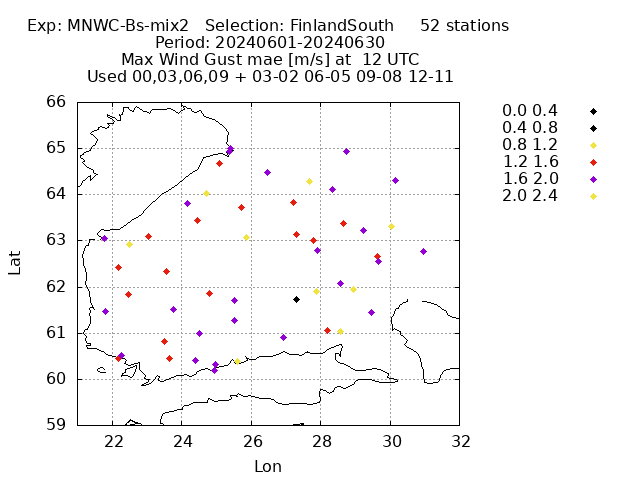 Exp: MNWC-Bs-mix2 Selection: FinlandSouth 52 stations
Period: 20240601-20240630
Max Wind Gust mae [m/s] at 12 UTC
Used 00,03,06,09 + 03-02 06-05 09-08 12-11
0.0 0.4
0.4 0.8
0.8 1.2
1.2 1.6
1.6 2.0
2.0 2.4
66
65
64
63
62
61
60
59
Lat
22 24 26 28 30 32
Lon